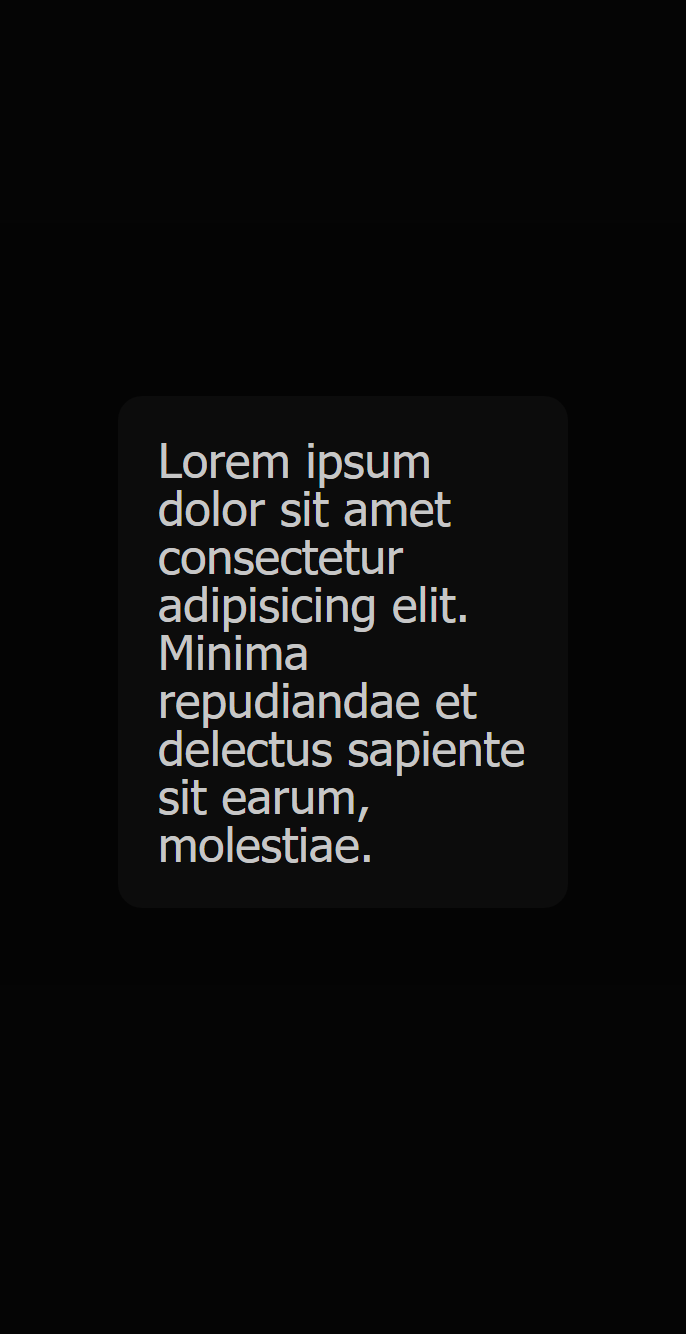 Lorem ipsum
dolor sit amet
consectetur
adipisicing elit.
Minima
repudiandae et
delectus sapiente
sit earum,
molestiae.